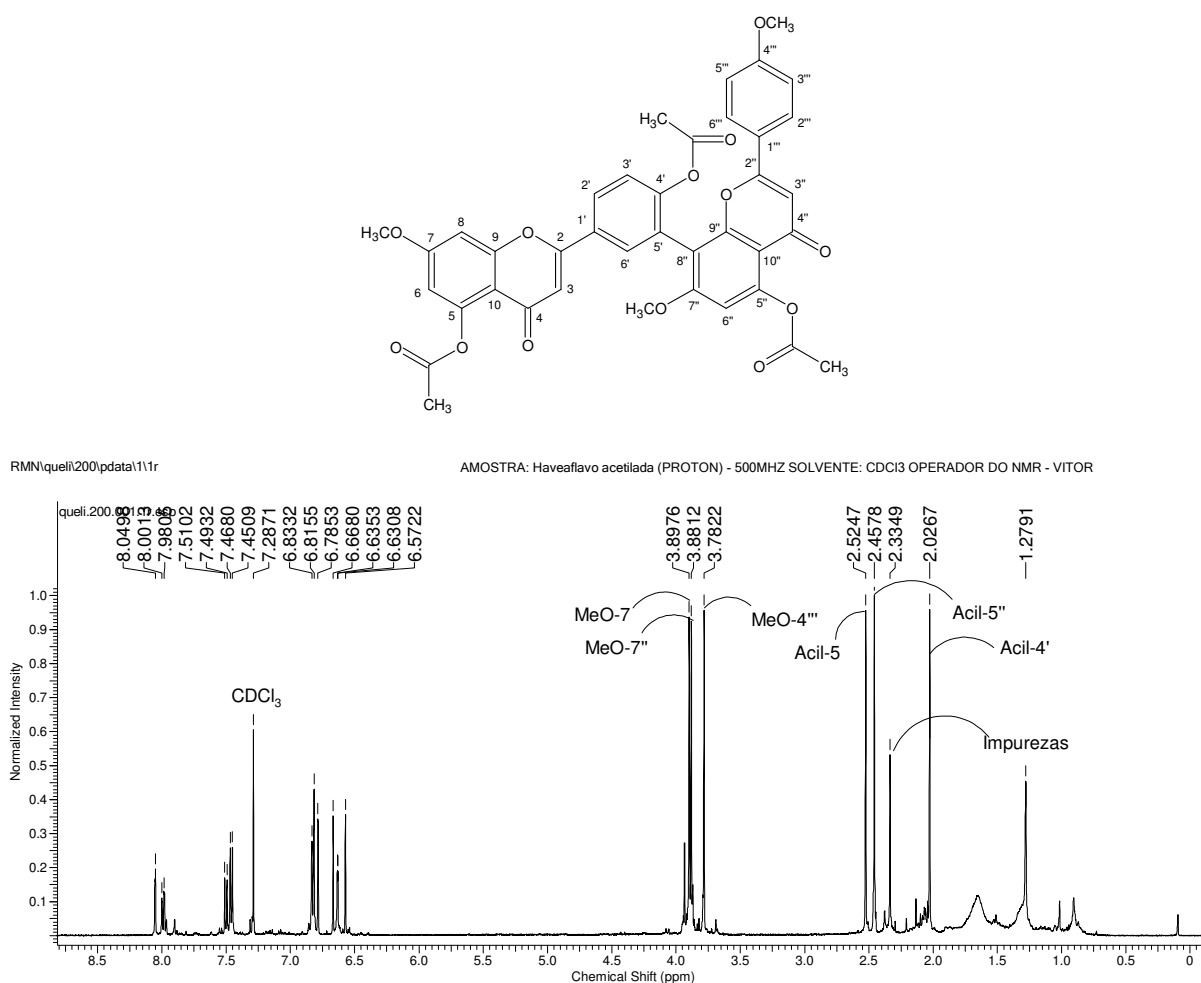 OCH3
4'''
5'''
3'''
6'''
2'''
1'''
H3C
O
O
3'
4'
2'
1'
5'
6'
2''
3''
O
4''
O
9''
10''
8''
7''
6''
5''
H3CO
O
O
CH3
H3CO
7
8
9
O
2
3
4
10
5
6
O
O
O
CH3
RMN\queli\200\pdata\1\1r
AMOSTRA: Haveaflavo acetilada (PROTON) - 500MHZ SOLVENTE: CDCl3 OPERADOR DO NMR - VITOR
8.0498
8.0013
7.5102
7.4932
7.4680
7.4509
7.2871
6.8332
6.8155
6.7853
6.6680
6.6353
6.6308
6.5722
3.8976
3.8812
3.7822
2.5247
2.4578
2.3349
2.0267
1.2791
MeO-7
MeO-7''
MeO-4'''
Acil-5
Acil-5''
Acil-4'
Impurezas
CDCl3
Normalized Intensity
1.0
0.9
0.8
0.7
0.6
0.5
0.4
0.3
0.2
0.1
8.5 8.0 7.5 7.0 6.5 6.0 5.5 5.0 4.5 4.0 3.5 3.0 2.5 2.0 1.5 1.0 0.5 0
Chemical Shift (ppm)